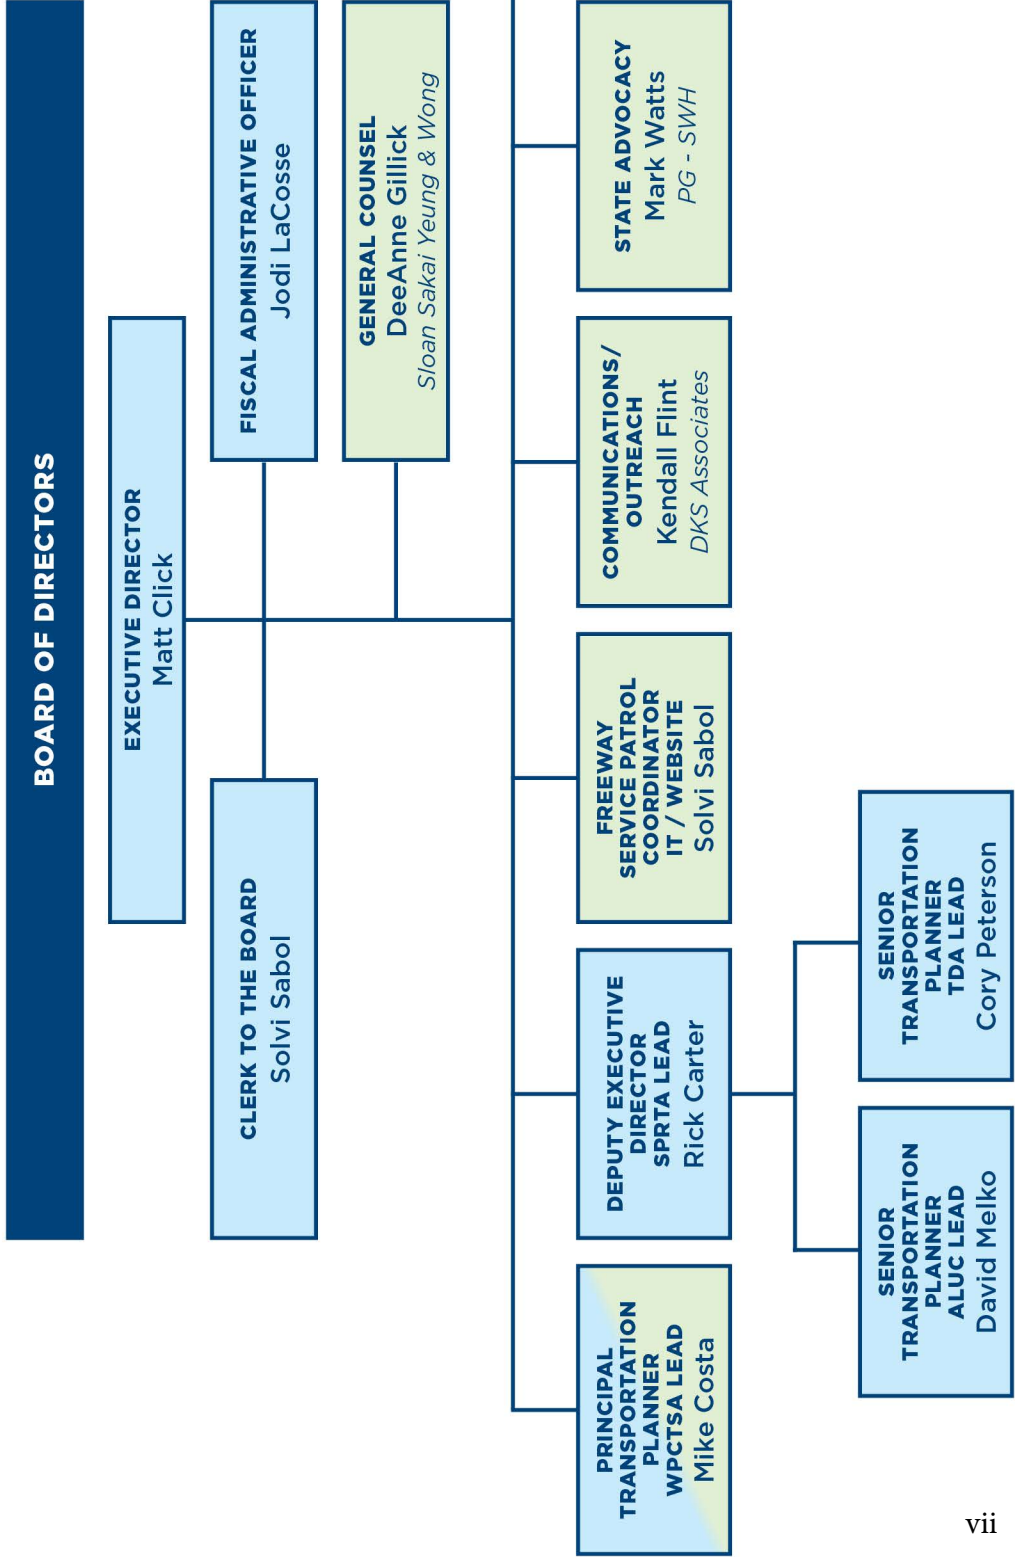 BOARD OF DIRECTORS
EXECUTIVE DIRECTOR
Matt Click
CLERK TO THE BOARD
Solvi Sabol
FISCAL ADMINISTRATIVE OFFICER
Jodi LaCosse
GENERAL COUNSEL
DeeAnne Gillick
Sloan Sakai Yeung & Wong
PRINCIPAL
TRANSPORTATION
PLANNER
WPCTSA LEAD
Mike Costa
DEPUTY EXECUTIVE
DIRECTOR
SPRTA LEAD
Rick Carter
FREEWAY
SERVICE PATROL
COORDINATOR
IT / WEBSITE
Solvi Sabol
COMMUNICATIONS/
OUTREACH
Kendall Flint
DKS Associates
STATE ADVOCACY
Mark Watts
PG - SWH
SENIOR
TRANSPORTATION
PLANNER
ALUC LEAD
David Melko
SENIOR
TRANSPORTATION
PLANNER
TDA LEAD
Cory Peterson
vii